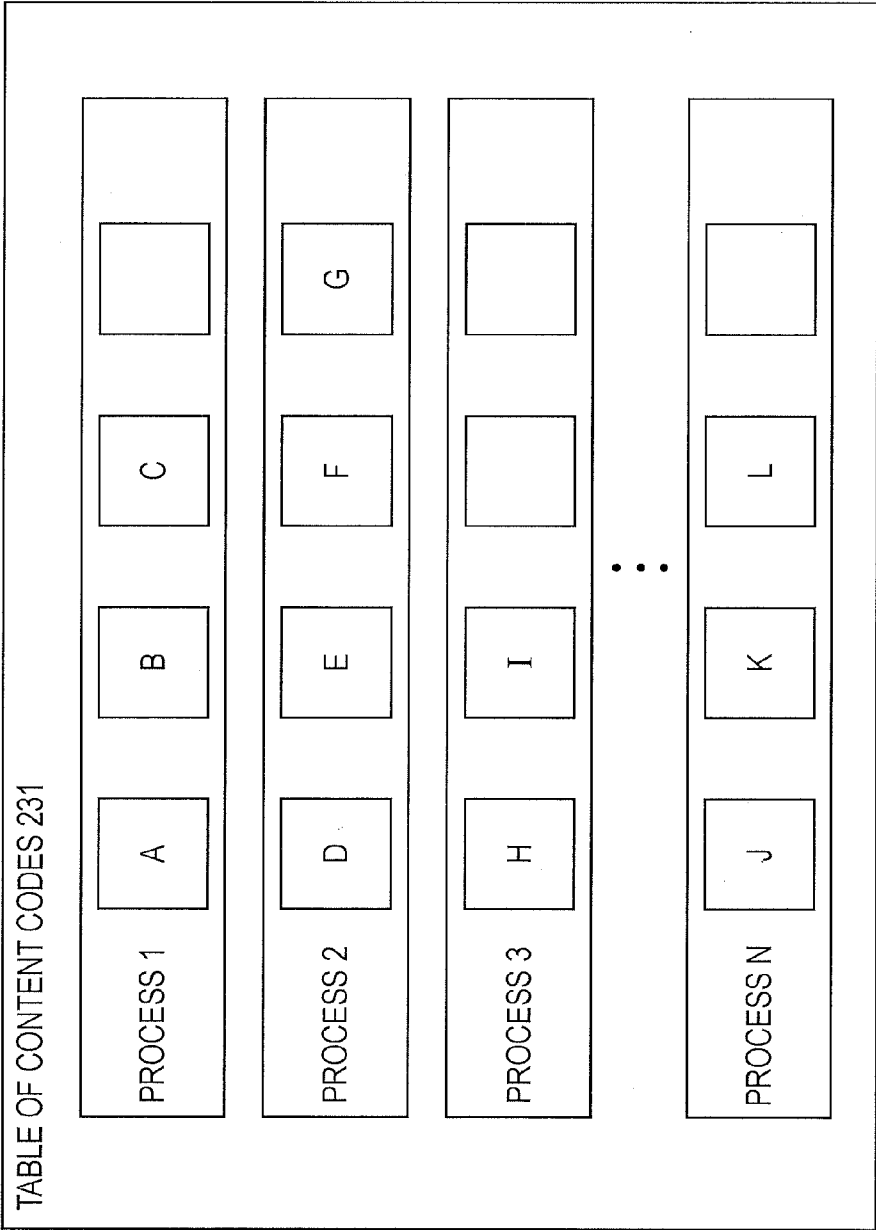 TABLE OF CONTENT CODES 231
PROCESS 1 A B C
PROCESS 2 D E F G
PROCESS 3 H I
...
PROCESS N J K L